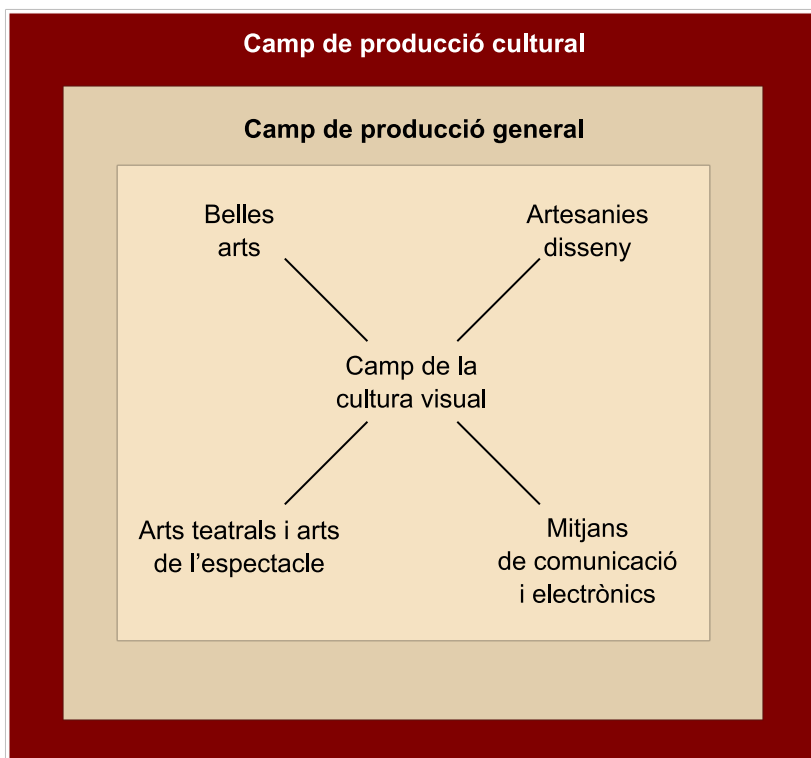 Camp de producció cultural
Camp de producció general
Belles
arts
Artesanies
disseny
Camp de la
cultura visual
Arts teatrals i arts
de l’espectacle
Mitjans
de comunicació
i electrònics